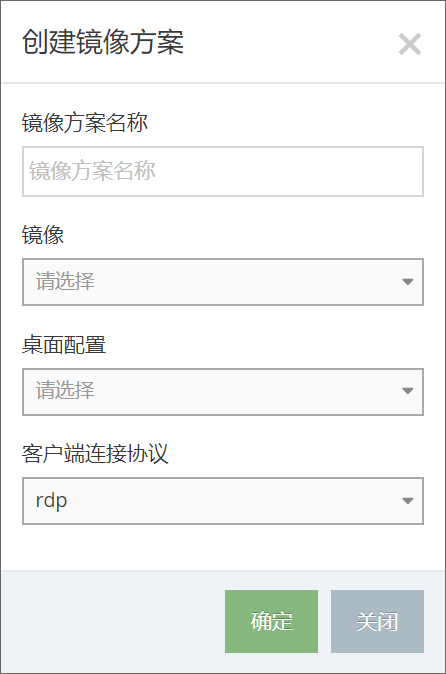 创建镜像方案
镜像方案名称
镜像方案名称
镜像
请选择
桌面配置
请选择
客户端连接协议
rdp
确定 关闭